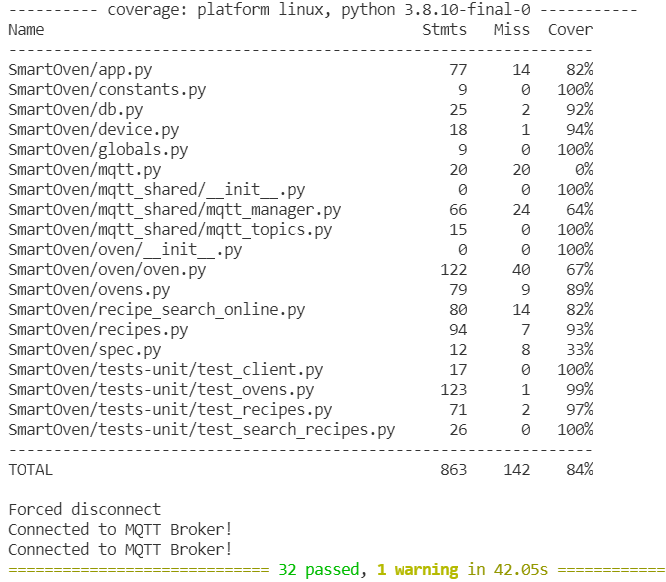 ---------- coverage: platform linux, python 3.8.10-final-0 -----------
Name                                       Stmts   Miss  Cover
--------------------------------------------------------------
SmartOven/app.py                              77     14    82%
SmartOven/constants.py                         9      0   100%
SmartOven/db.py                               25      2    92%
SmartOven/device.py                           18      1    94%
SmartOven/globals.py                           9      0   100%
SmartOven/mqtt.py                             20     20     0%
SmartOven/mqtt_shared/__init__.py              0      0   100%
SmartOven/mqtt_shared/mqtt_manager.py         66     24    64%
SmartOven/mqtt_shared/mqtt_topics.py          15      0   100%
SmartOven/oven/__init__.py                     0      0   100%
SmartOven/oven/oven.py                       122     40    67%
SmartOven/ovens.py                            79      9    89%
SmartOven/recipe_search_online.py             80     14    82%
SmartOven/recipes.py                          94      7    93%
SmartOven/spec.py                             12      8    33%
SmartOven/tests-unit/test_client.py           17      0   100%
SmartOven/tests-unit/test_ovens.py           123      1    99%
SmartOven/tests-unit/test_recipes.py          71      2    97%
SmartOven/tests-unit/test_search_recipes.py   26      0   100%
--------------------------------------------------------------
TOTAL                                        863    142    84%
Forced disconnect
Connected to MQTT Broker!
Connected to MQTT Broker!
============================ 32 passed, 1 warning in 42.05s ============